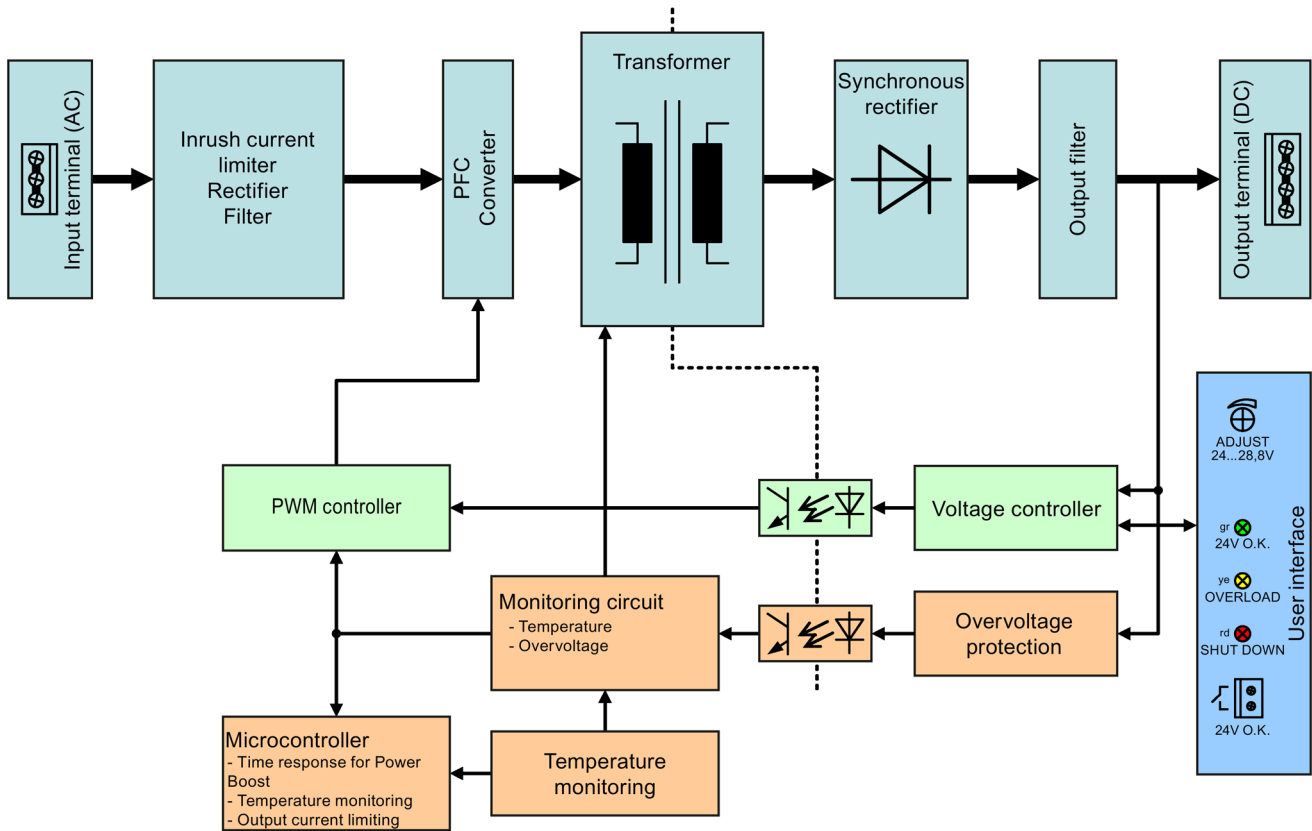 Input terminal (AC)
Inrush current
limiter
Rectifier
Filter
PFC
Converter
Transformer
Synchronous
rectifier
Output filter
Output terminal (DC)
PWM controller
Voltage controller
Monitoring circuit
- Temperature
- Overvoltage
Overvoltage
protection
Microcontroller
- Time response for Power
Boost
- Temperature monitoring
- Output current limiting
Temperature
monitoring
User interface
ADJUST
24...28,8V
gr
24V O.K.
ye
OVERLOAD
rd
SHUT DOWN
24V O.K.